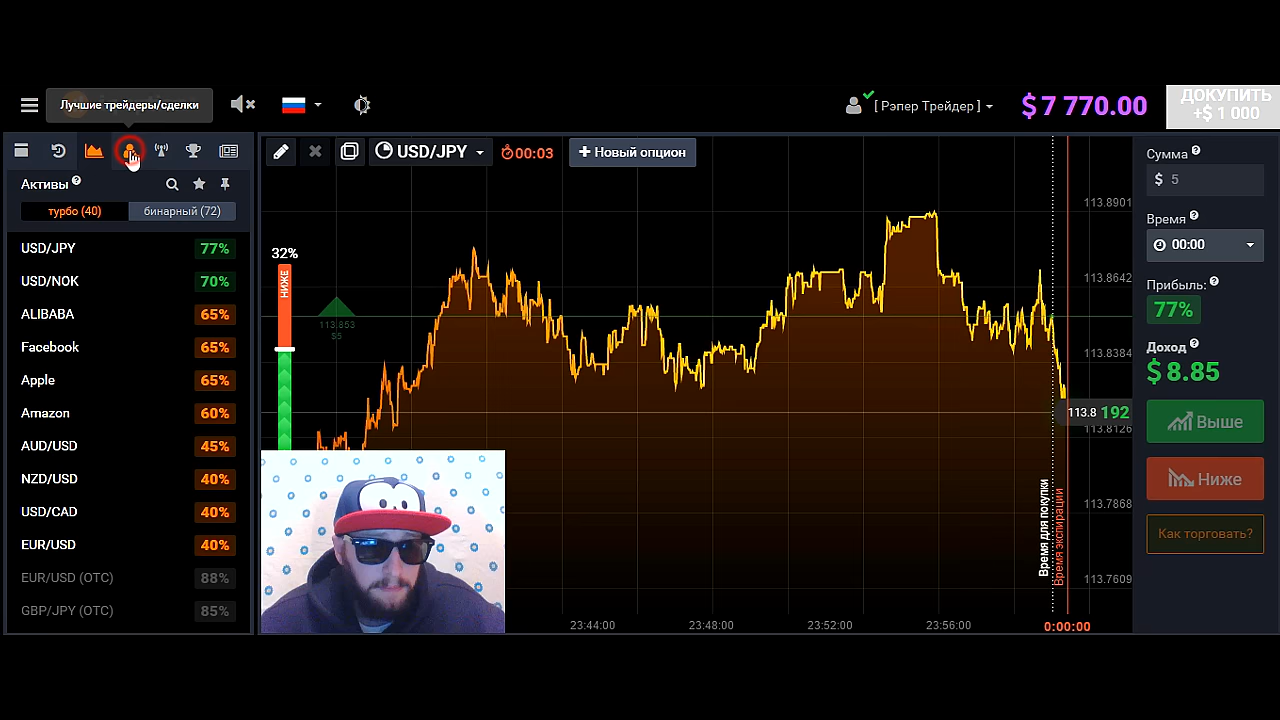 Лучшие трейдеры/сделки
[ Рэпер Трейдер ]
$ 7 770.00
ДОКУПИТЬ
+$ 1 000
USD/JPY
00:03
+ Новый опцион
Активы ?
турбо (40)
бинарный (72)
USD/JPY 77%
USD/NOK 70%
ALIBABA 65%
Facebook 65%
Apple 65%
Amazon 60%
AUD/USD 45%
NZD/USD 40%
USD/CAD 40%
EUR/USD 40%
EUR/USD (OTC) 88%
GBP/JPY (OTC) 85%
32%
НИЖЕ
113.853
$5
113.8901
113.8642
113.8384
113.8 192
113.8126
113.7868
113.7609
Время для покупки
Время экспирации
23:44:00
23:48:00
23:52:00
23:56:00
0:00:00
Сумма ?
$ 5
Время ?
00:00
Прибыль: ?
77%
Доход ?
$ 8.85
Выше
Ниже
Как торговать?